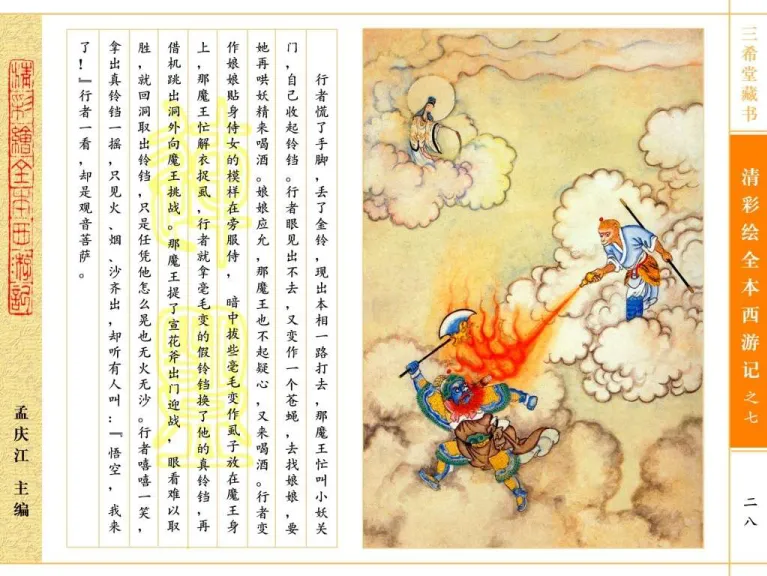 三希堂藏书
清彩绘全本西游记之七
二八
行者慌了手脚，丢了金铃，现出本相一路打去，那魔王忙叫小妖关
门，自己收起铃铛。行者眼见出不去，又变作一个苍蝇，去找娘娘，要
她再哄妖精来喝酒。娘娘应允，那魔王也不起疑心，又来喝酒。行者变
作娘娘贴身侍女的模样在旁服侍，暗中拔些毫毛变作虱子放在魔王身
上，那魔王忙解衣捉虱，行者就拿毫毛变的假铃铛换了他的真铃铛，再
借机跳出洞外向魔王挑战。那魔王提了宣花斧出门迎战，眼看难以取
胜，就回洞取出铃铛，只是任凭他怎么晃也无火无沙。行者嘻嘻一笑，
拿出真铃铛一摇，只见火、烟、沙齐出，却听有人叫：『悟空，我来
了！』行者一看，却是观音菩萨。
清彩繪全本西游記
孟庆江 主编